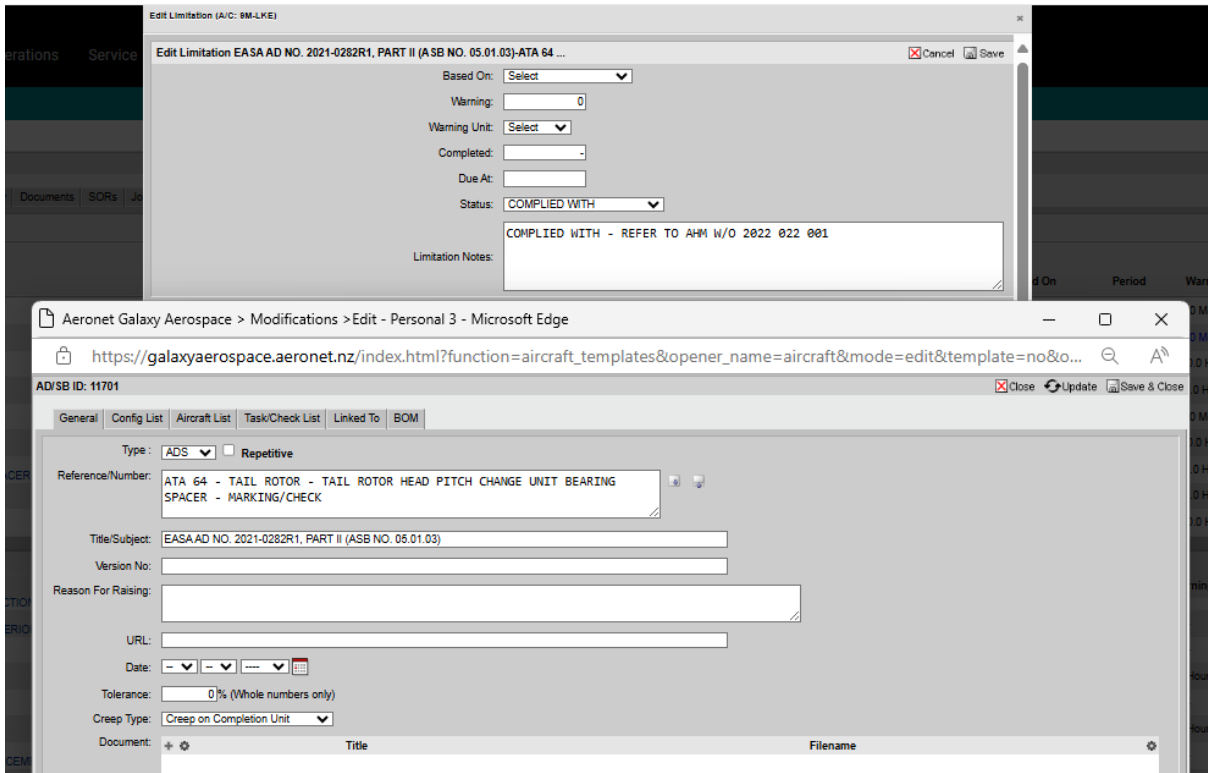 Edit Limitation (A/C: 9M-LKE)
×
erations Service
Edit Limitation EASA AD NO. 2021-0282R1, PART II (ASB NO. 05.01.03)-ATA 64 ...
Cancel Save
Based On: Select
Warning: 0
Warning Unit: Select
Completed: -
Due At:
Documents SORs Jo
Status: COMPLIED WITH
Limitation Notes: COMPLIED WITH - REFER TO AHM W/O 2022 022 001
d On Period War
Aeronet Galaxy Aerospace > Modifications >Edit - Personal 3 - Microsoft Edge
https://galaxyaerospace.aeronet.nz/index.html?function=aircraft_templates&opener_name=aircraft&mode=edit&template=no&o...
AD/SB ID: 11701
Close Update Save & Close
General Config List Aircraft List Task/Check List Linked To BOM
Type : ADS Repetitive
Reference/Number: ATA 64 - TAIL ROTOR - TAIL ROTOR HEAD PITCH CHANGE UNIT BEARING
SPACER - MARKING/CHECK
Title/Subject: EASA AD NO. 2021-0282R1, PART II (ASB NO. 05.01.03)
Version No:
Reason For Raising:
URL:
Date: -- -- ----
Tolerance: 0 % (Whole numbers only)
Creep Type: Creep on Completion Unit
Document: + Title Filename